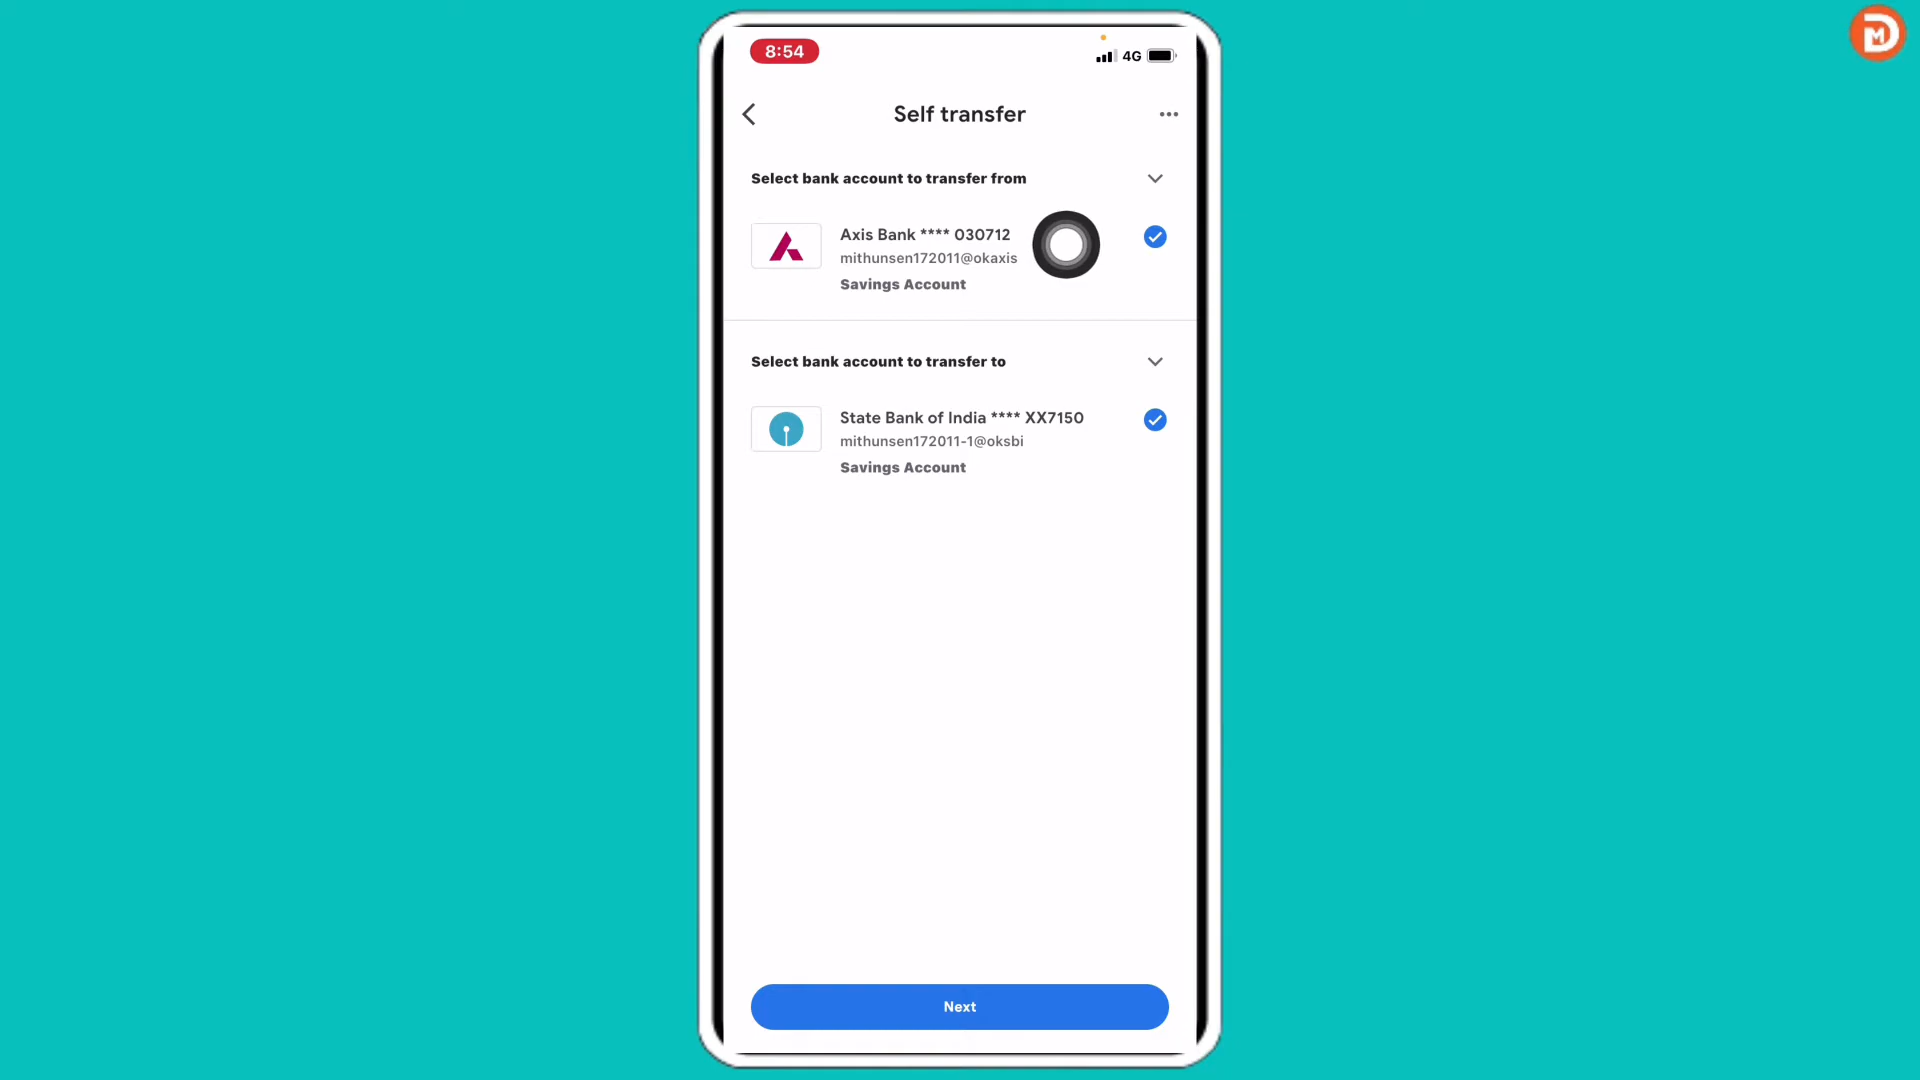 8:54
4G
Self transfer
Select bank account to transfer from
Axis Bank **** 030712
mithunsen172011@okaxis
Savings Account
Select bank account to transfer to
State Bank of India **** XX7150
mithunsen172011-1@oksbi
Savings Account
Next